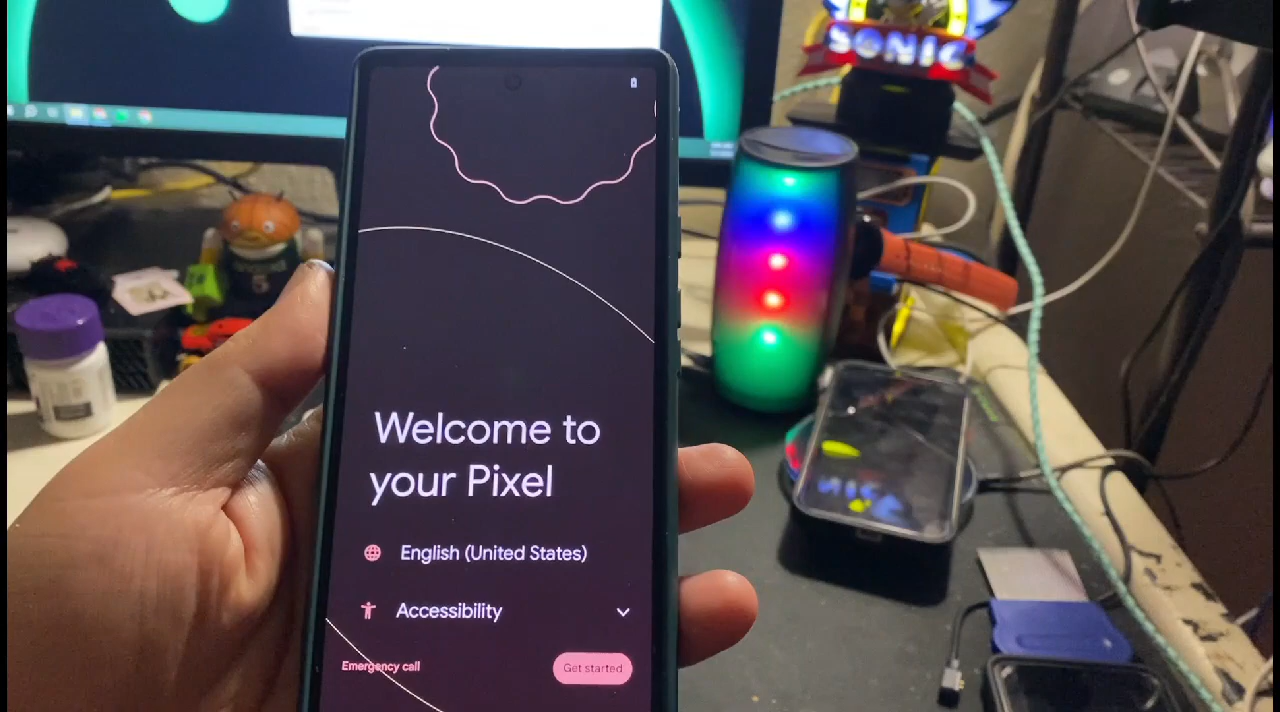 SONIC
Welcome to
your Pixel
English (United States)
Accessibility
Emergency call
Get started